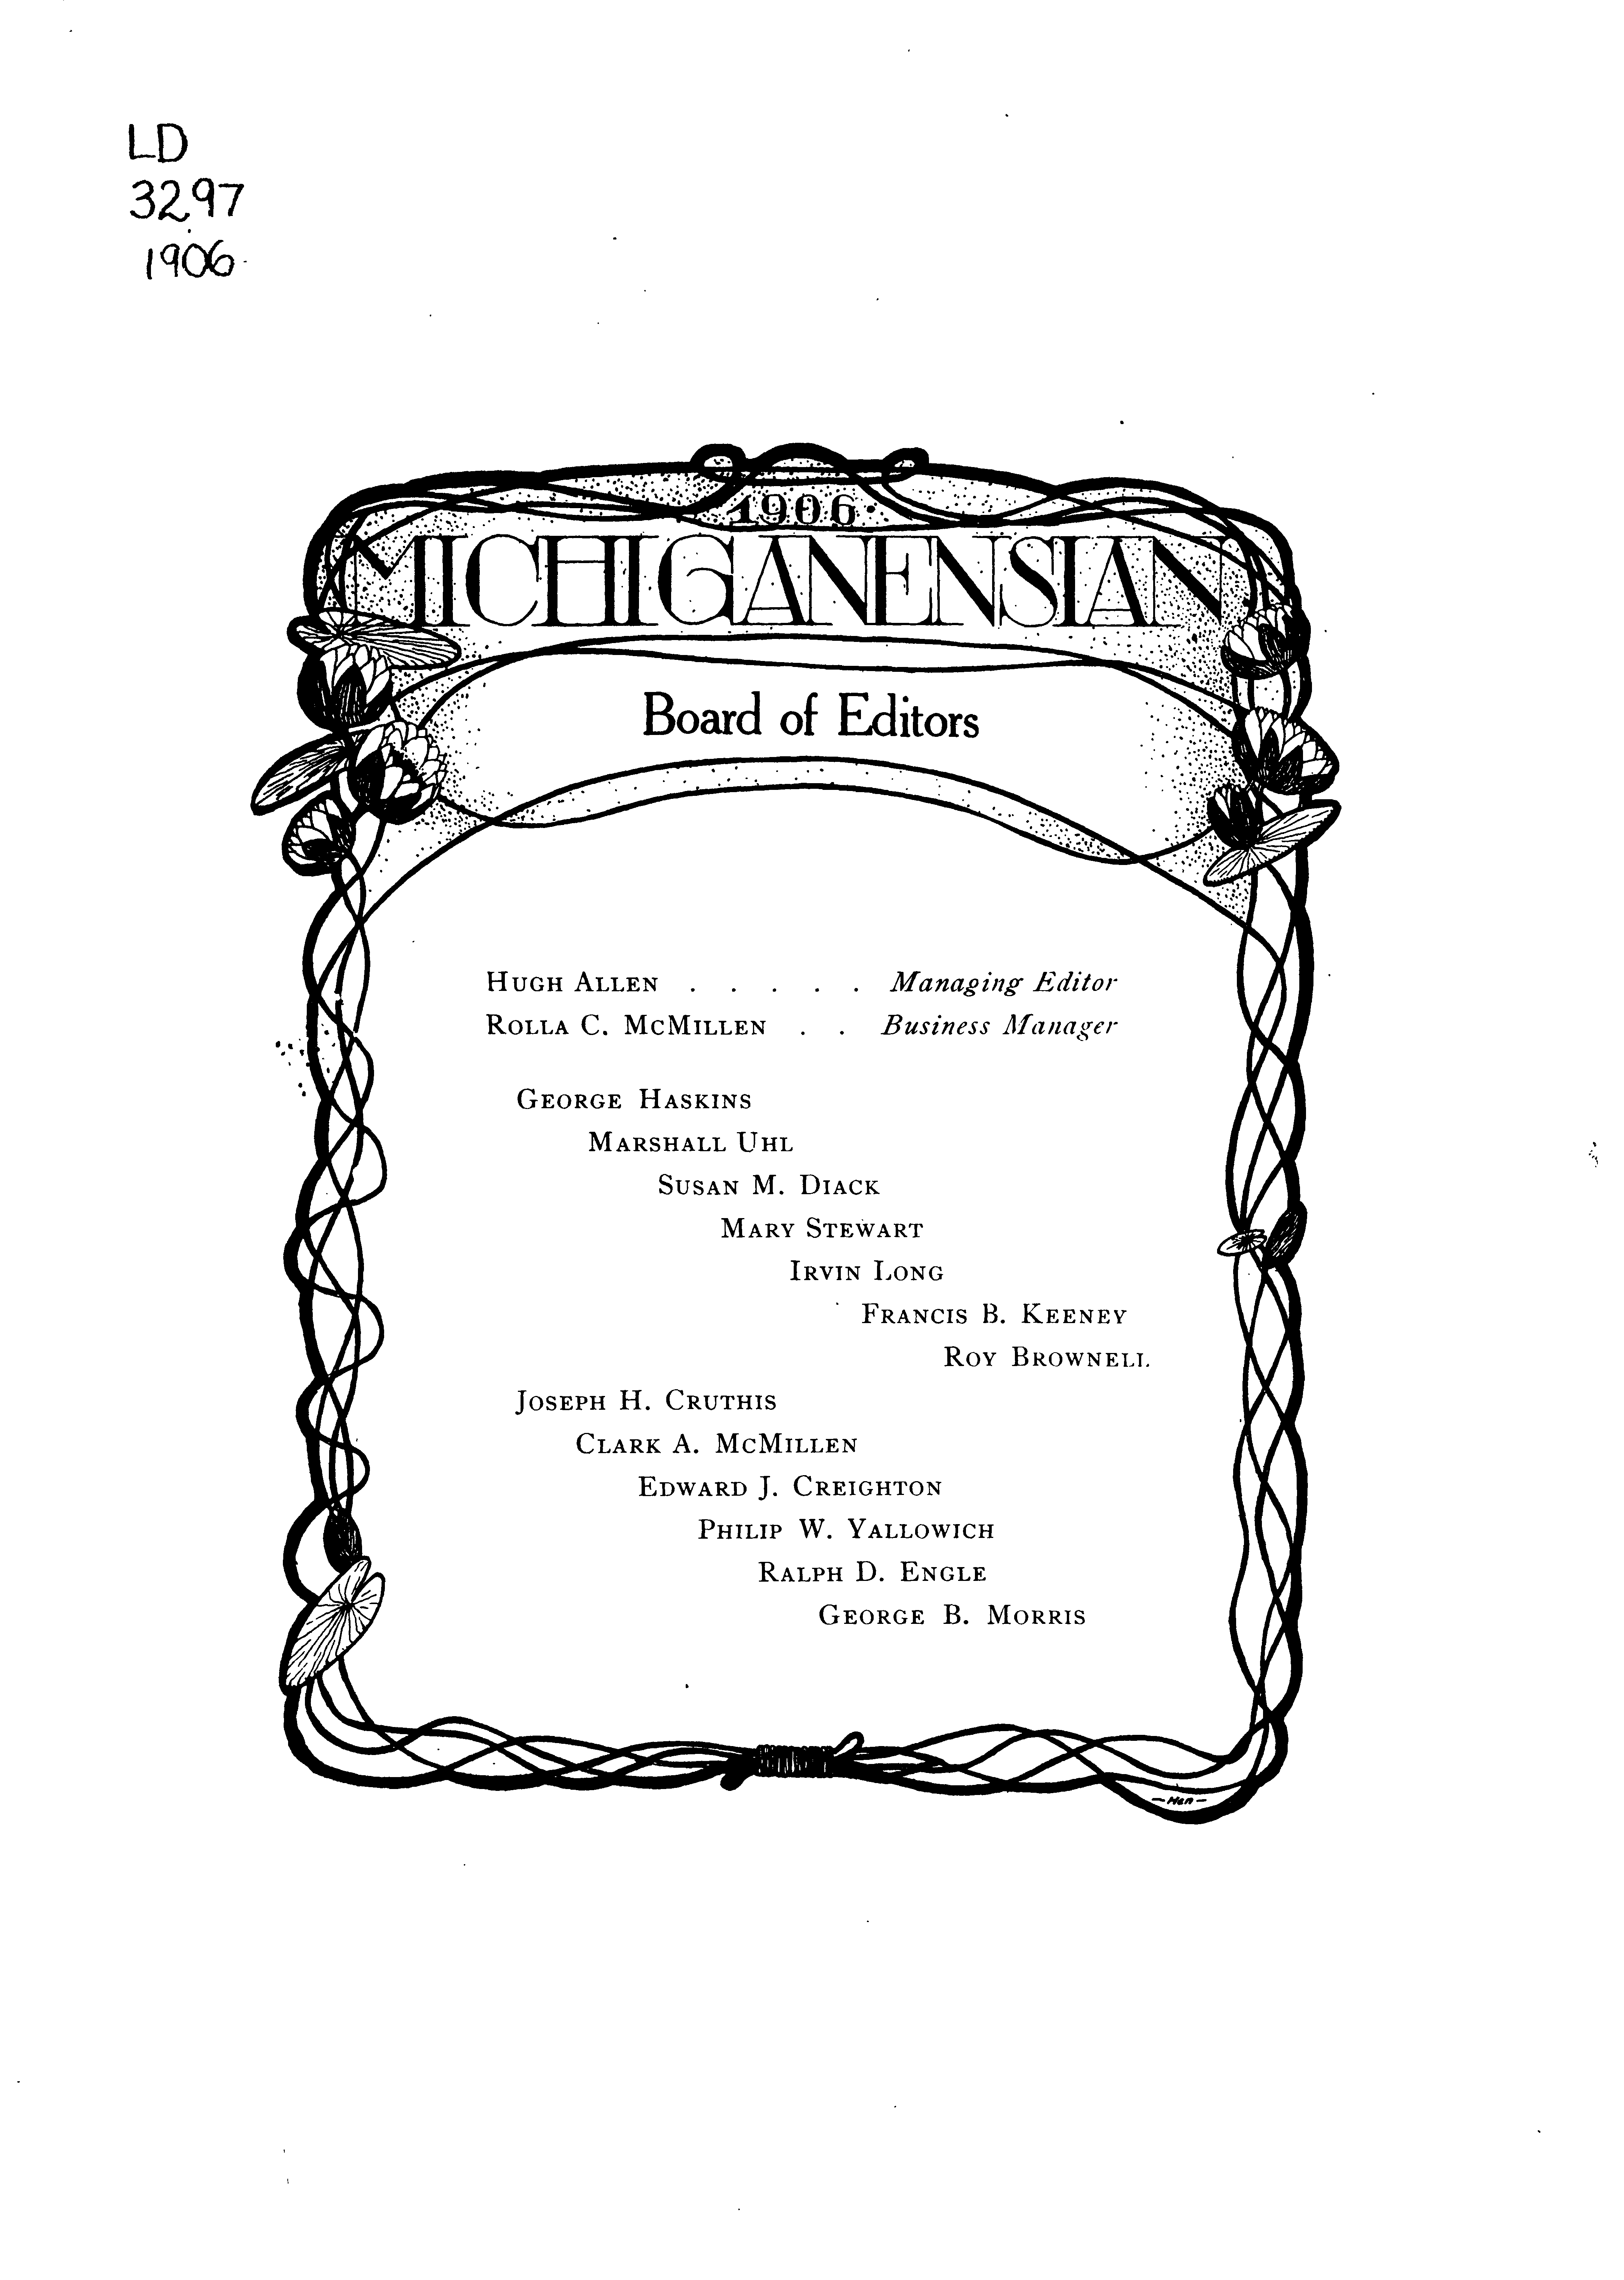 LD
3297
1906
1906
MICHIGANENSIAN
Board of Editors
HUGH ALLEN . . . . . Managing Editor
ROLLA C. MCMILLEN . . Business Manager
GEORGE HASKINS
MARSHALL UHL
SUSAN M. DIACK
MARY STEWART
IRVIN LONG
FRANCIS B. KEENEY
ROY BROWNELL
JOSEPH H. CRUTHIS
CLARK A. MCMILLEN
EDWARD J. CREIGHTON
PHILIP W. YALLOWICH
RALPH D. ENGLE
GEORGE B. MORRIS